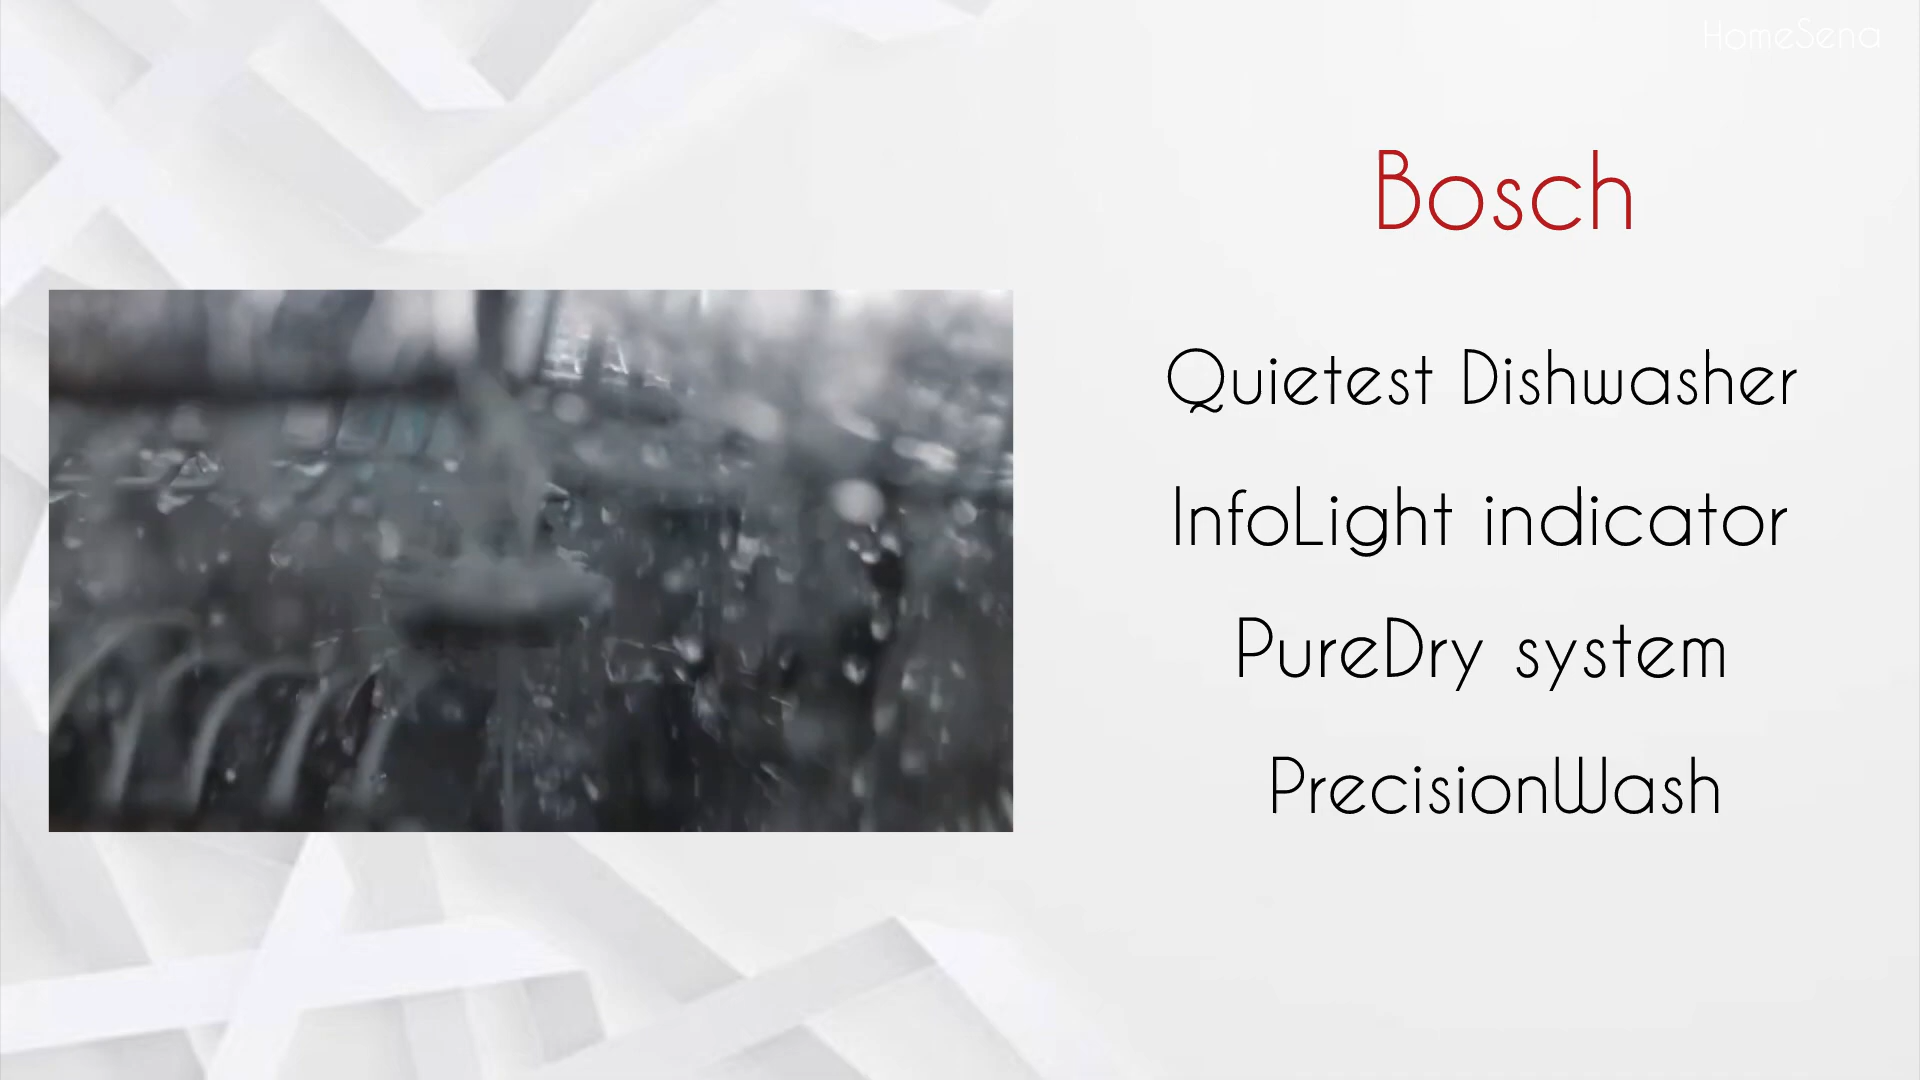 HomeSena
Bosch
Quietest Dishwasher
InfoLight indicator
PureDry system
PrecisionWash